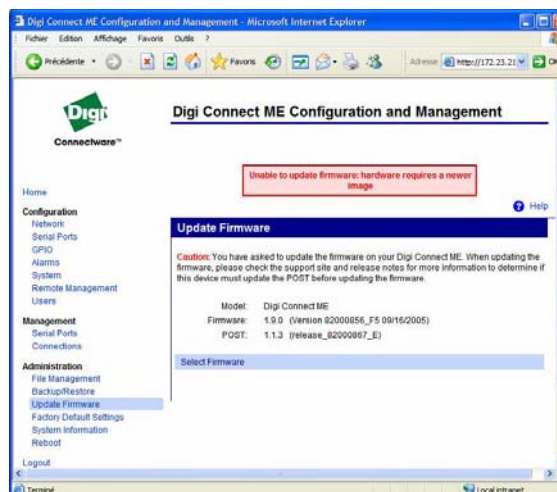 Digi Connect ME Configuration and Management - Microsoft Internet Explorer
Fichier Edition Affichage Favoris Outils ?
Précédente Favoris Adresse http://172.23.21 OK
Digi
Connectware™
Digi Connect ME Configuration and Management
Unable to update firmware: hardware requires a newer
image
Help
Home
Configuration
Network
Serial Ports
GPIO
Alarms
System
Remote Management
Users
Management
Serial Ports
Connections
Administration
File Management
Backup/Restore
Update Firmware
Factory Default Settings
System Information
Reboot
Logout
Update Firmware
Caution: You have asked to update the firmware on your Digi Connect ME. When updating the
firmware, please check the support site and release notes for more information to determine if
this device must update the POST before updating the firmware.
Model: Digi Connect ME
Firmware: 1.9.0 (Version 82000856_F5 09/16/2005)
POST: 1.1.3 (release_82000867_E)
Select Firmware
Terminé Local intranet